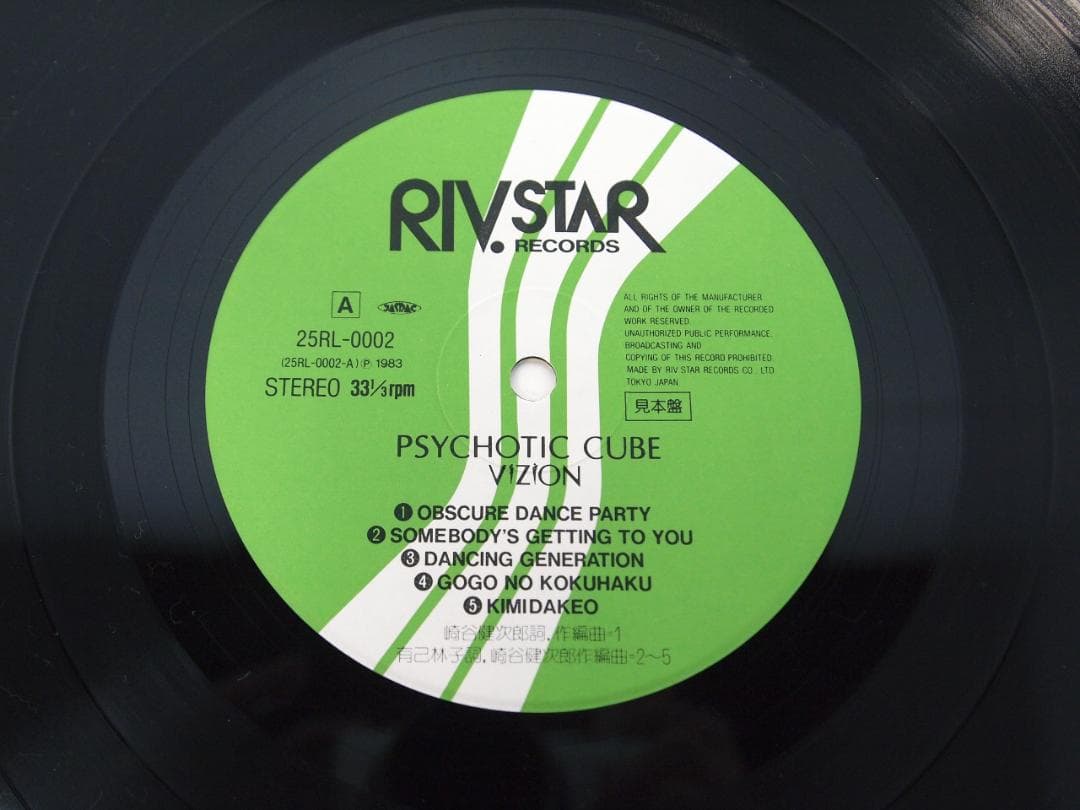 RIV. STAR
RECORDS
A JASRAC
25RL-0002
(25RL-0002-A) Ⓟ 1983
STEREO 33 1/3 rpm
ALL RIGHTS OF THE MANUFACTURER
AND OF THE OWNER OF THE RECORDED
WORK RESERVED.
UNAUTHORIZED PUBLIC PERFORMANCE.
BROADCASTING AND
COPYING OF THIS RECORD PROHIBITED.
MADE BY RIV STAR RECORDS CO., LTD.
TOKYO JAPAN
見本盤
PSYCHOTIC CUBE
VIZION
❶ OBSCURE DANCE PARTY
❷ SOMEBODY'S GETTING TO YOU
❸ DANCING GENERATION
❹ GOGO NO KOKUHAKU
❺ KIMIDAKEO
崎谷健次郎詞,作編曲=1
有己林子詞,崎谷健次郎作編曲=2〜5